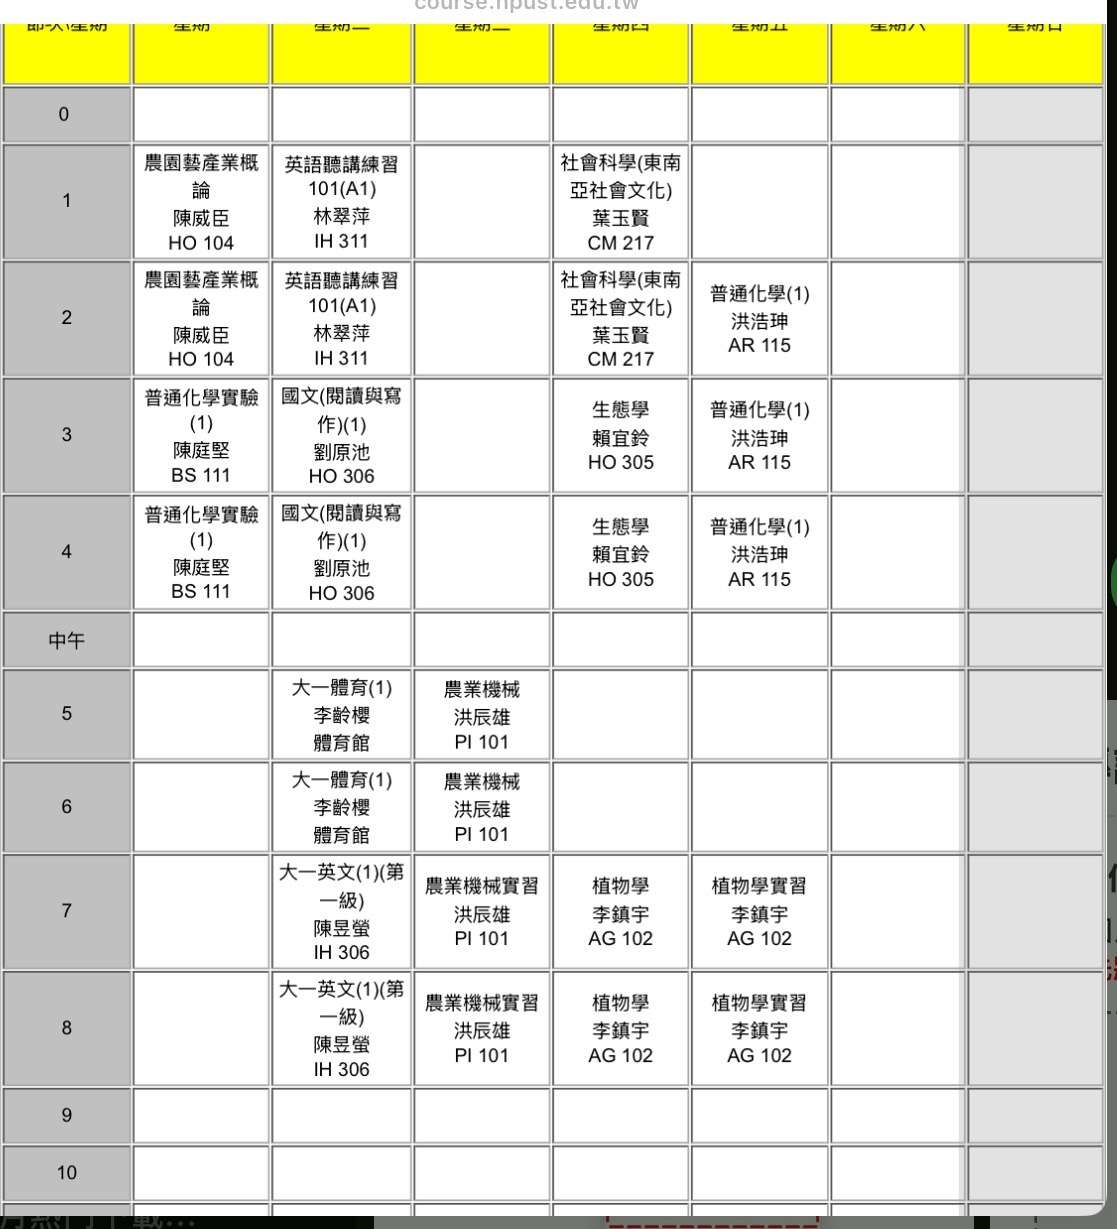 course.npust.edu.tw
節次\星期 星期一 星期二 星期三 星期四 星期五 星期六 星期日
0
1
農園藝產業概
論
陳威臣
HO 104
英語聽講練習
101(A1)
林翠萍
IH 311
社會科學(東南
亞社會文化)
葉玉賢
CM 217
2
農園藝產業概
論
陳威臣
HO 104
英語聽講練習
101(A1)
林翠萍
IH 311
社會科學(東南
亞社會文化)
葉玉賢
CM 217
普通化學(1)
洪浩珅
AR 115
3
普通化學實驗
(1)
陳庭堅
BS 111
國文(閱讀與寫
作)(1)
劉原池
HO 306
生態學
賴宜鈴
HO 305
普通化學(1)
洪浩珅
AR 115
4
普通化學實驗
(1)
陳庭堅
BS 111
國文(閱讀與寫
作)(1)
劉原池
HO 306
生態學
賴宜鈴
HO 305
普通化學(1)
洪浩珅
AR 115
中午
5
大一體育(1)
李齡櫻
體育館
農業機械
洪辰雄
PI 101
6
大一體育(1)
李齡櫻
體育館
農業機械
洪辰雄
PI 101
7
大一英文(1)(第
一級)
陳昱螢
IH 306
農業機械實習
洪辰雄
PI 101
植物學
李鎮宇
AG 102
植物學實習
李鎮宇
AG 102
8
大一英文(1)(第
一級)
陳昱螢
IH 306
農業機械實習
洪辰雄
PI 101
植物學
李鎮宇
AG 102
植物學實習
李鎮宇
AG 102
9
10